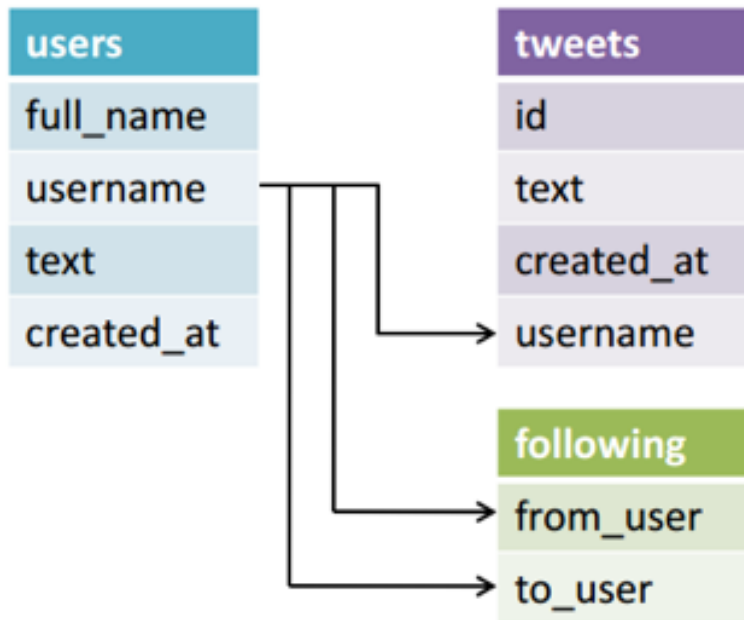 users
full_name
username
text
created_at
tweets
id
text
created_at
username
following
from_user
to_user